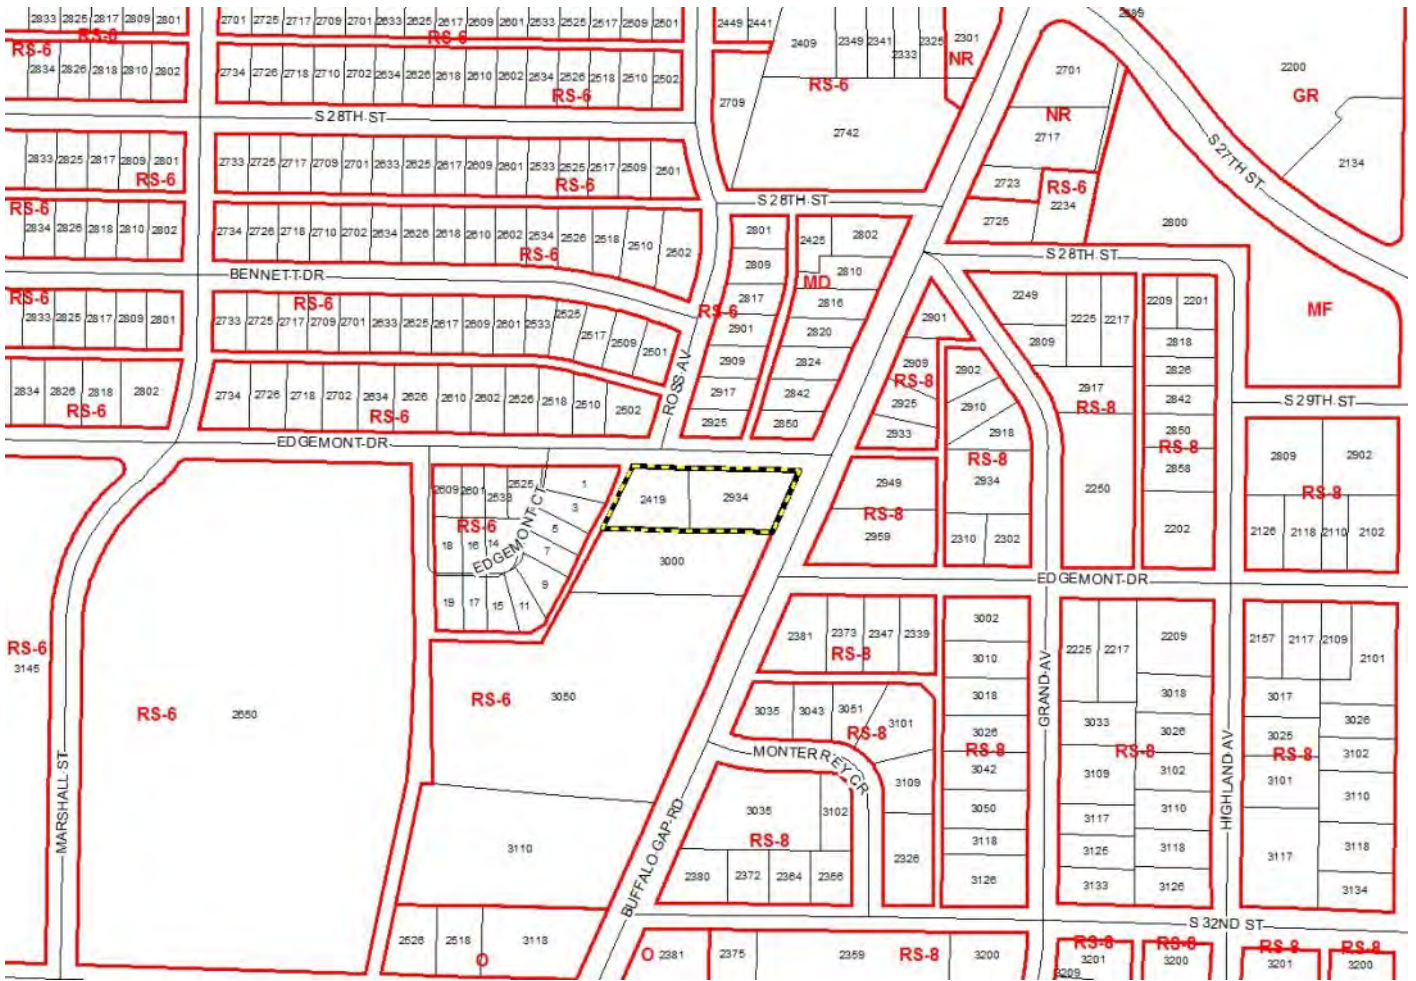 2833 2825 2817 2809 2801 2701 2725 2717 2709 2701 2633 2625 2617 2609 2601 2533 2525 2517 2509 2501 2449 2441 2301
RS-6 RS-6
RS-6 2409 2349 2341 2333 2325 NR 2200
2834 2826 2818 2810 2802 2734 2726 2718 2710 2702 2634 2626 2618 2610 2602 2534 2526 2518 2510 2502 2701
RS-6 RS-6 GR
2709 2742 NR 2717 2134
S 28TH ST S 27TH ST
2833 2825 2817 2809 2801 2733 2725 2717 2709 2701 2633 2625 2617 2609 2601 2533 2525 2517 2509 2501
RS-6 RS-6 2723 RS-6 2234
S 28TH ST
RS-6 2725 2800
2834 2826 2818 2810 2802 2734 2726 2718 2710 2702 2634 2626 2618 2610 2602 2534 2526 2518 2510 2502 2801 2425 2802
RS-6 S 28TH ST
BENNETT DR 2809 2810
MD
RS-6 RS-6 2817 2816 2249 2209 2201
RS-6 MF
2833 2825 2817 2809 2801 2733 2725 2717 2709 2701 2633 2625 2617 2609 2601 2533 2525 2517 2509 2501 2901 2820 2901 2225 2217
2809 2818
2909 2824 2909 2902 2826
RS-8
ROSS AV
2834 2826 2818 2802 2734 2726 2718 2702 2634 2626 2610 2602 2526 2518 2510 2502 2917 2842 2925 2910 2917 2842
RS-6 RS-6 RS-8 S 29TH ST
2925 2850 2933 2918 2850
EDGEMONT DR RS-8
RS-8 2809 2902
2858
2609 2601 2533 2525 1 2419 2934 2949 2934 2250 RS-8
3
RS-6 5 RS-8
18 16 14 7 2959 2310 2302 2202 2126 2118 2110 2102
EDGEMONT CT 3000
9 EDGEMONT DR
19 17 15 11
3002
2381 2373 2347 2339 2225 2217 2209 2157 2117 2109
RS-6 RS-8 3010 2101
3145
RS-6 3050 3018 3018 3017
RS-6 2650 3035 3043 3051 3101 3026 GRAND AV 3033 3026 3025 3026
RS-8 RS-8 RS-8 RS-8
MONTERREY CR 3042 3109 3102 3101 3102
3109
MARSHALL ST BUFFALO GAP RD 3035 3102 3050 3117 3110 HIGHLAND AV 3110
3110 RS-8 3118 3125 3118 3117 3118
2380 2372 2364 2356 2326 3126 3133 3126 3134
S 32ND ST
2526 2518 3118 O O 2381 2375 2359 RS-8 3200 RS-8 RS-8 RS-8 RS-8
3209 3201 3200 3201 3200